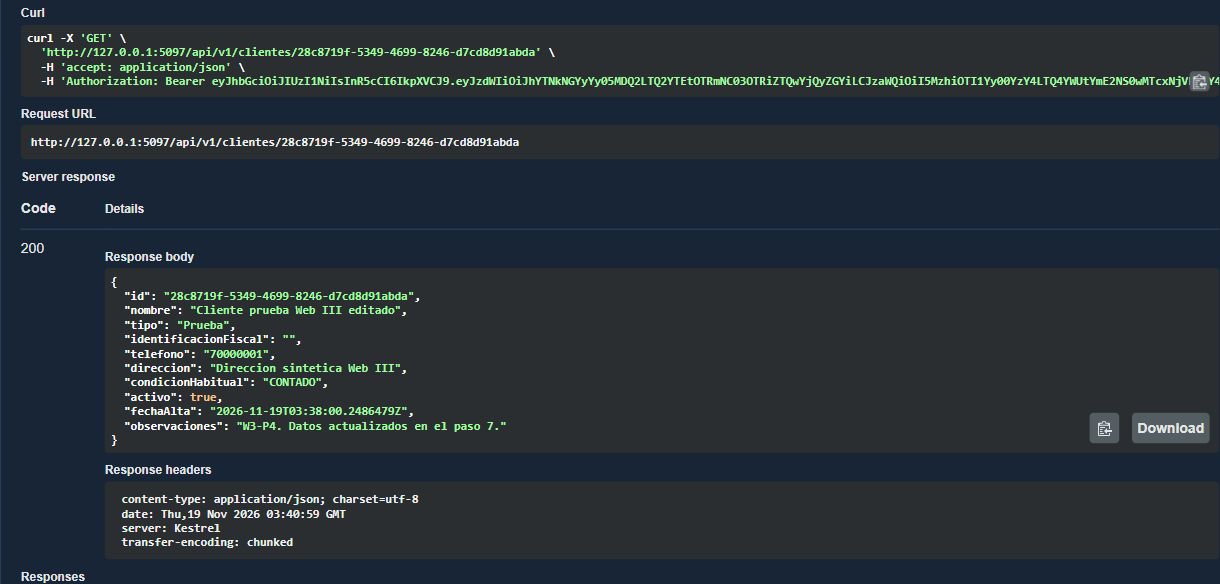 Curl
curl -X 'GET' \
'http://127.0.0.1:5097/api/v1/clientes/28c8719f-5349-4699-8246-d7cd8d91abda' \
-H 'accept: application/json' \
-H 'Authorization: Bearer
Request URL
http://127.0.0.1:5097/api/v1/clientes/28c8719f-5349-4699-8246-d7cd8d91abda
Server response
Code Details
200
Response body
{
"id": "28c8719f-5349-4699-8246-d7cd8d91abda",
"nombre": "Cliente prueba Web III editado",
"tipo": "Prueba",
"identificacionFiscal": "",
"telefono": "70000001",
"direccion": "Direccion sintetica Web III",
"condicionHabitual": "CONTADO",
"activo": true,
"fechaAlta": "2026-11-19T03:38:00.2486479Z",
"observaciones": "W3-P4. Datos actualizados en el paso 7."
}
Download
Response headers
content-type: application/json; charset=utf-8
date: Thu,19 Nov 2026 03:40:59 GMT
server: Kestrel
transfer-encoding: chunked
Responses